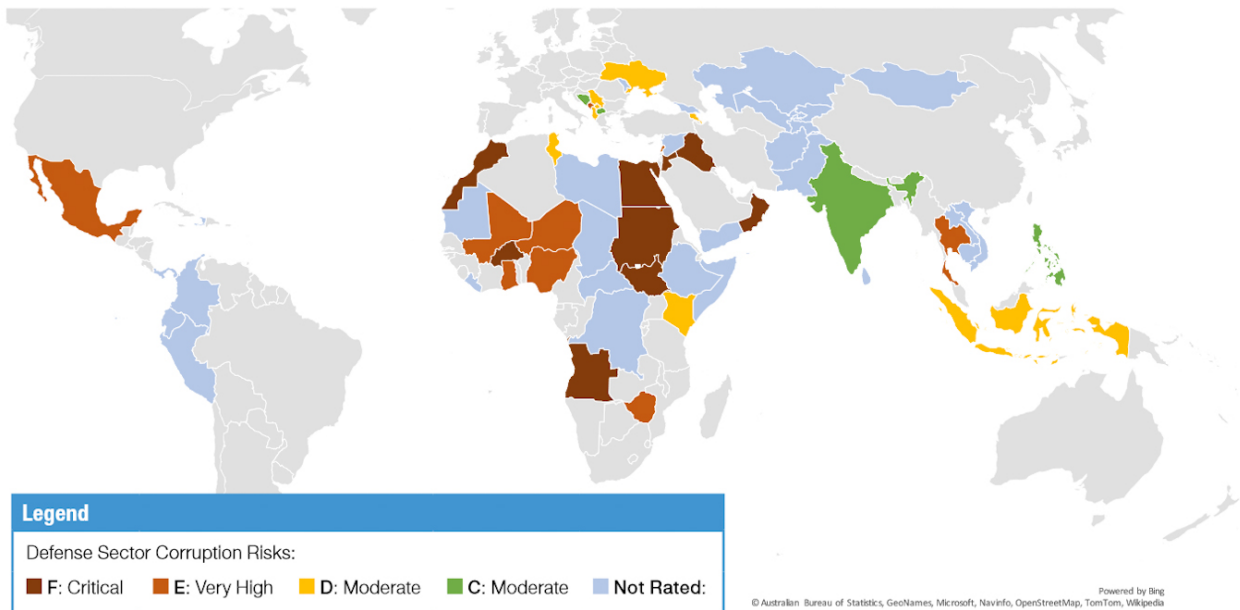 Legend
Defense Sector Corruption Risks:
F: Critical E: Very High D: Moderate C: Moderate Not Rated:
Powered by Bing
© Australian Bureau of Statistics, GeoNames, Microsoft, Navinfo, OpenStreetMap, TomTom, Wikipedia